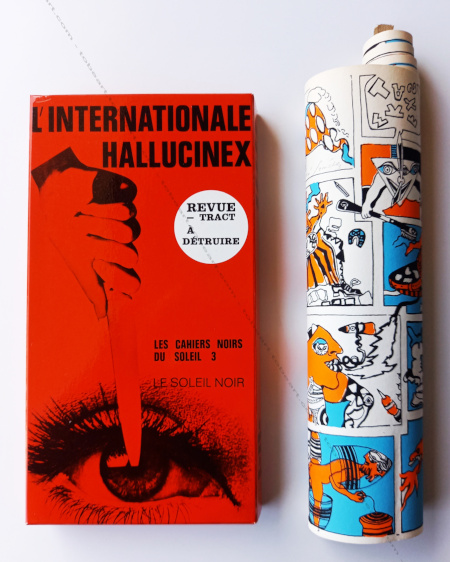 L'INTERNATIONALE
HALLUCINEX
REVUE
— TRACT
À
DÉTRUIRE
LES CAHIERS NOIRS
DU SOLEIL 3
LE SOLEIL NOIR